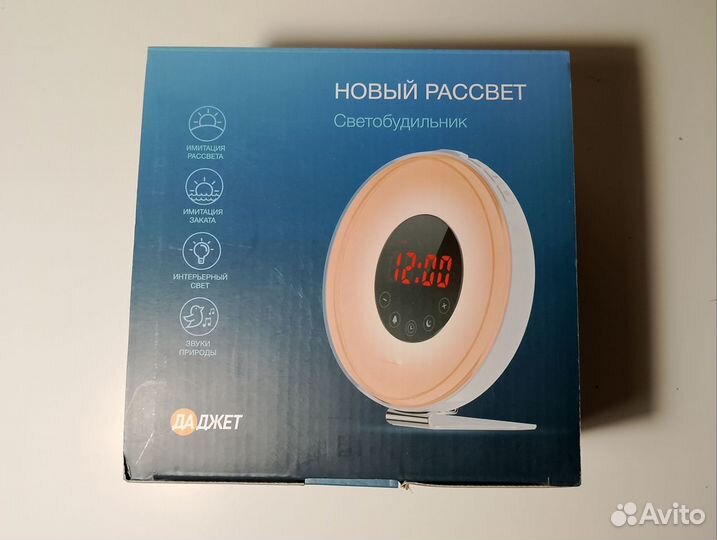 НОВЫЙ РАССВЕТ
Светобудильник
ИМИТАЦИЯ
РАССВЕТА
ИМИТАЦИЯ
ЗАКАТА
ИНТЕРЬЕРНЫЙ
СВЕТ
ЗВУКИ
ПРИРОДЫ
12:00
ДАДЖЕТ
Avito